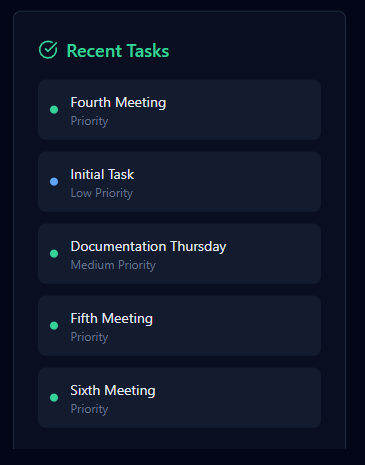 Recent Tasks
Fourth Meeting
Priority
Initial Task
Low Priority
Documentation Thursday
Medium Priority
Fifth Meeting
Priority
Sixth Meeting
Priority